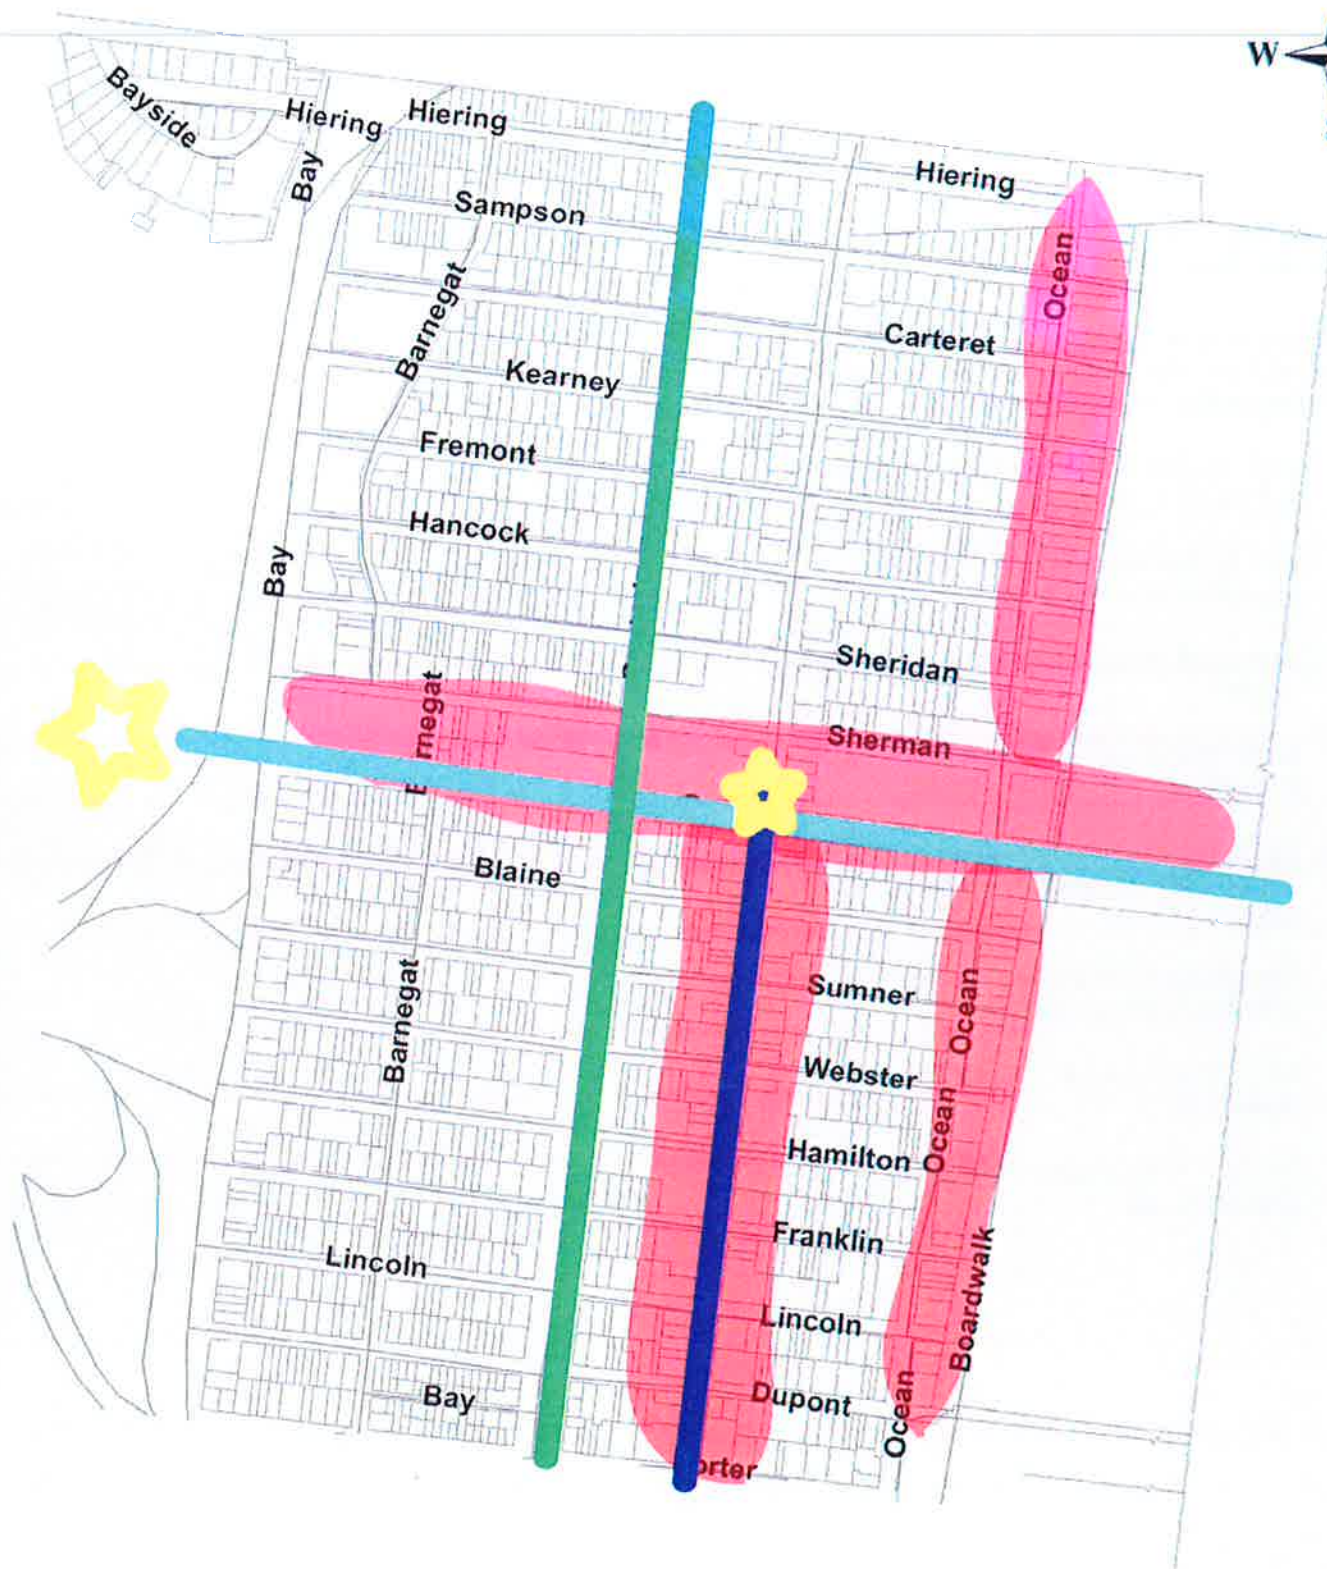 W
Bayside
Hiering
Hiering
Bay
Hiering
Sampson
Ocean
Barnegat
Carteret
Kearney
Fremont
Hancock
Bay
Sheridan
Sherman
Blaine
Barnegat
Sumner
Ocean
Webster
Ocean
Hamilton
Franklin
Lincoln
Boardwalk
Lincoln
Dupont
Bay
Ocean